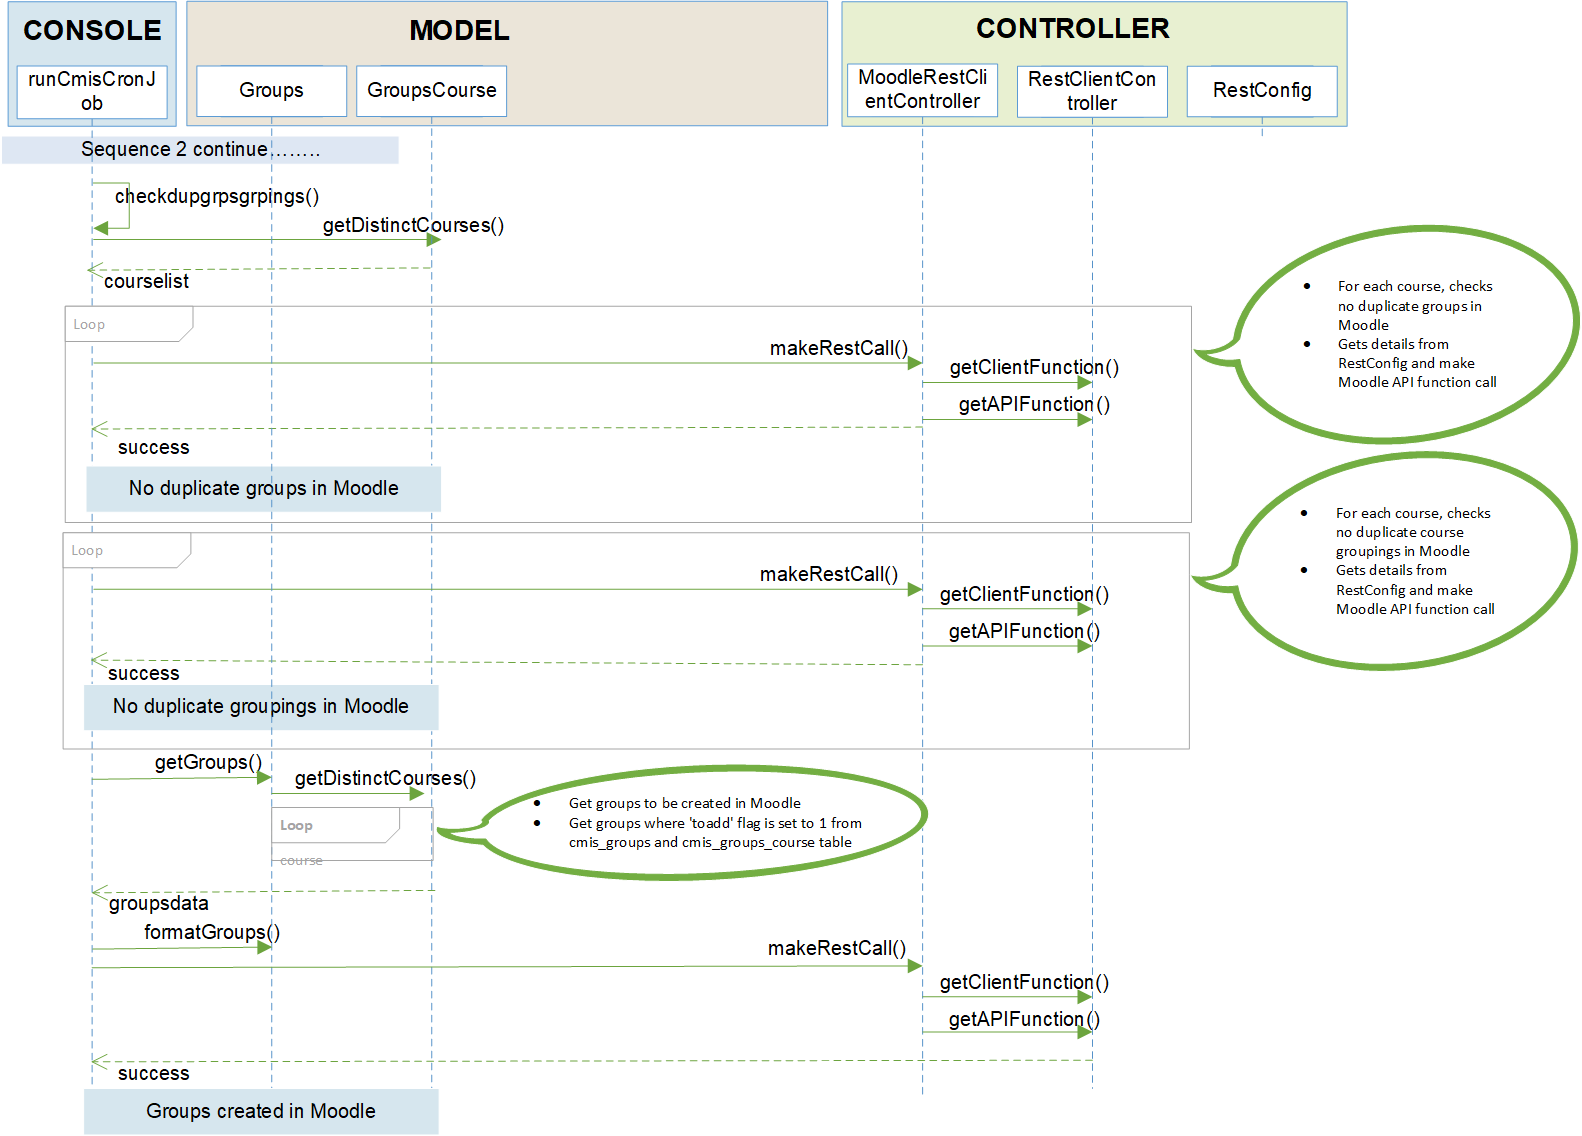 CONSOLE
MODEL
CONTROLLER
runCmisCronJ
ob
Groups
GroupsCourse
MoodleRestCli
entController
RestClientCon
troller
RestConfig
Sequence 2 continue........
checkdupgrpsgrpings()
getDistinctCourses()
courselist
Loop
makeRestCall()
getClientFunction()
getAPIFunction()
success
No duplicate groups in Moodle
• For each course, checks
no duplicate groups in
Moodle
• Gets details from
RestConfig and make
Moodle API function call
Loop
makeRestCall()
getClientFunction()
getAPIFunction()
success
No duplicate groupings in Moodle
• For each course, checks
no duplicate course
groupings in Moodle
• Gets details from
RestConfig and make
Moodle API function call
getGroups()
getDistinctCourses()
Loop
course
• Get groups to be created in Moodle
• Get groups where 'toadd' flag is set to 1 from
cmis_groups and cmis_groups_course table
groupsdata
formatGroups()
makeRestCall()
getClientFunction()
getAPIFunction()
success
Groups created in Moodle